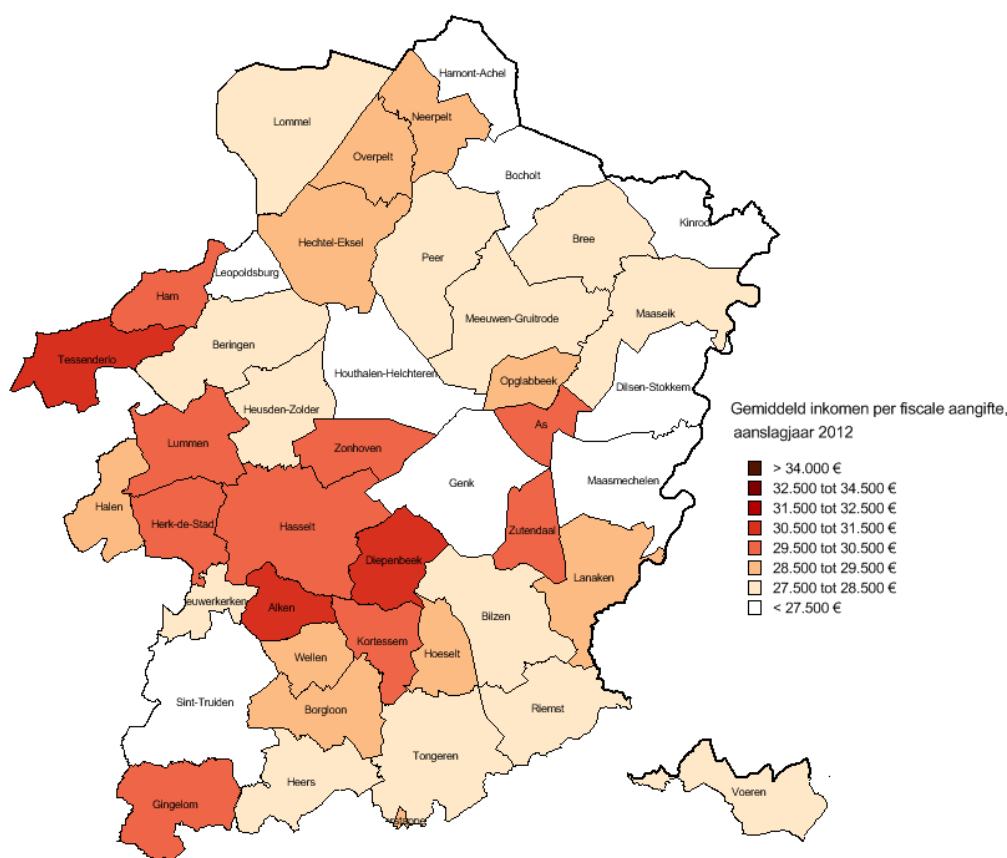 Hamont-Achel
Lommel
Neerpelt
Overpelt
Bocholt
Kinrooi
Hechtel-Eksel
Bree
Peer
Leopoldsburg
Ham
Meeuwen-Gruitrode
Maaseik
Beringen
Tessenderlo
Houthalen-Helchteren
Opglabbeek
Dilsen-Stokkem
Heusden-Zolder
As
Lummen
Zonhoven
Genk
Maasmechelen
Halen
Herk-de-Stad
Hasselt
Zutendaal
Diepenbeek
Lanaken
euwerkerken
Alken
Bilzen
Kortessem
Hoeselt
Wellen
Sint-Truiden
Borgloon
Riemst
Tongeren
Heers
Voeren
Gingelom
Gemiddeld inkomen per fiscale aangifte,
aanslagjaar 2012
> 34.000 €
32.500 tot 34.500 €
31.500 tot 32.500 €
30.500 tot 31.500 €
29.500 tot 30.500 €
28.500 tot 29.500 €
27.500 tot 28.500 €
< 27.500 €